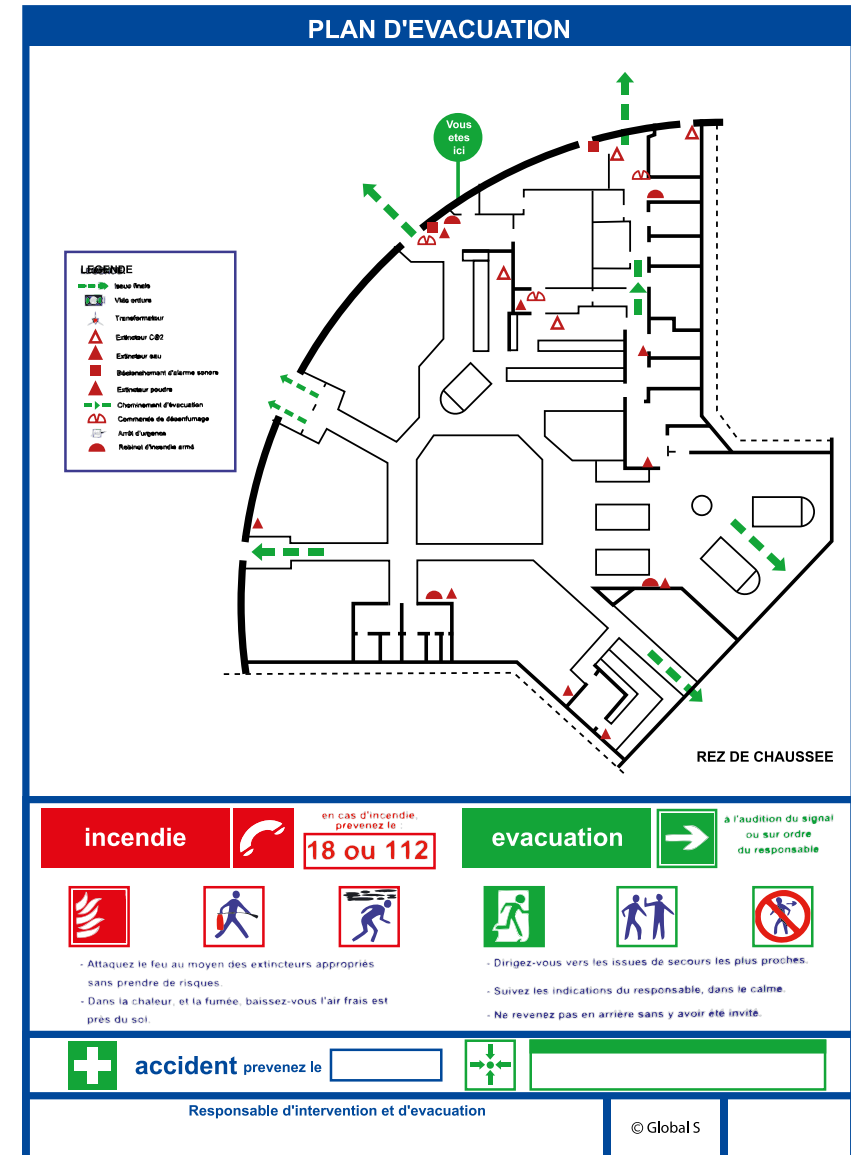 PLAN D'EVACUATION
Vous
etes
ici
LEGENDE
Issue finale
Vide ordure
Transformateur
Extincteur C@2
Extincteur eau
Déclenchement d'alarme sonore
Extincteur poudre
Cheminement d'évacuation
Commande de désenfumage
Arrêt d'urgence
Robinet d'incendie armé
REZ DE CHAUSSEE
incendie
en cas d'incendie,
prevenez le :
18 ou 112
evacuation
à l'audition du signal
ou sur ordre
du responsable
- Attaquez le feu au moyen des extincteurs appropriés
sans prendre de risques.
- Dans la chaleur, et la fumée, baissez-vous l'air frais est
près du sol.
- Dirigez-vous vers les issues de secours les plus proches.
- Suivez les indications du responsable, dans le calme.
- Ne revenez pas en arrière sans y avoir été invité.
accident prevenez le
Responsable d'intervention et d'evacuation
© Global S